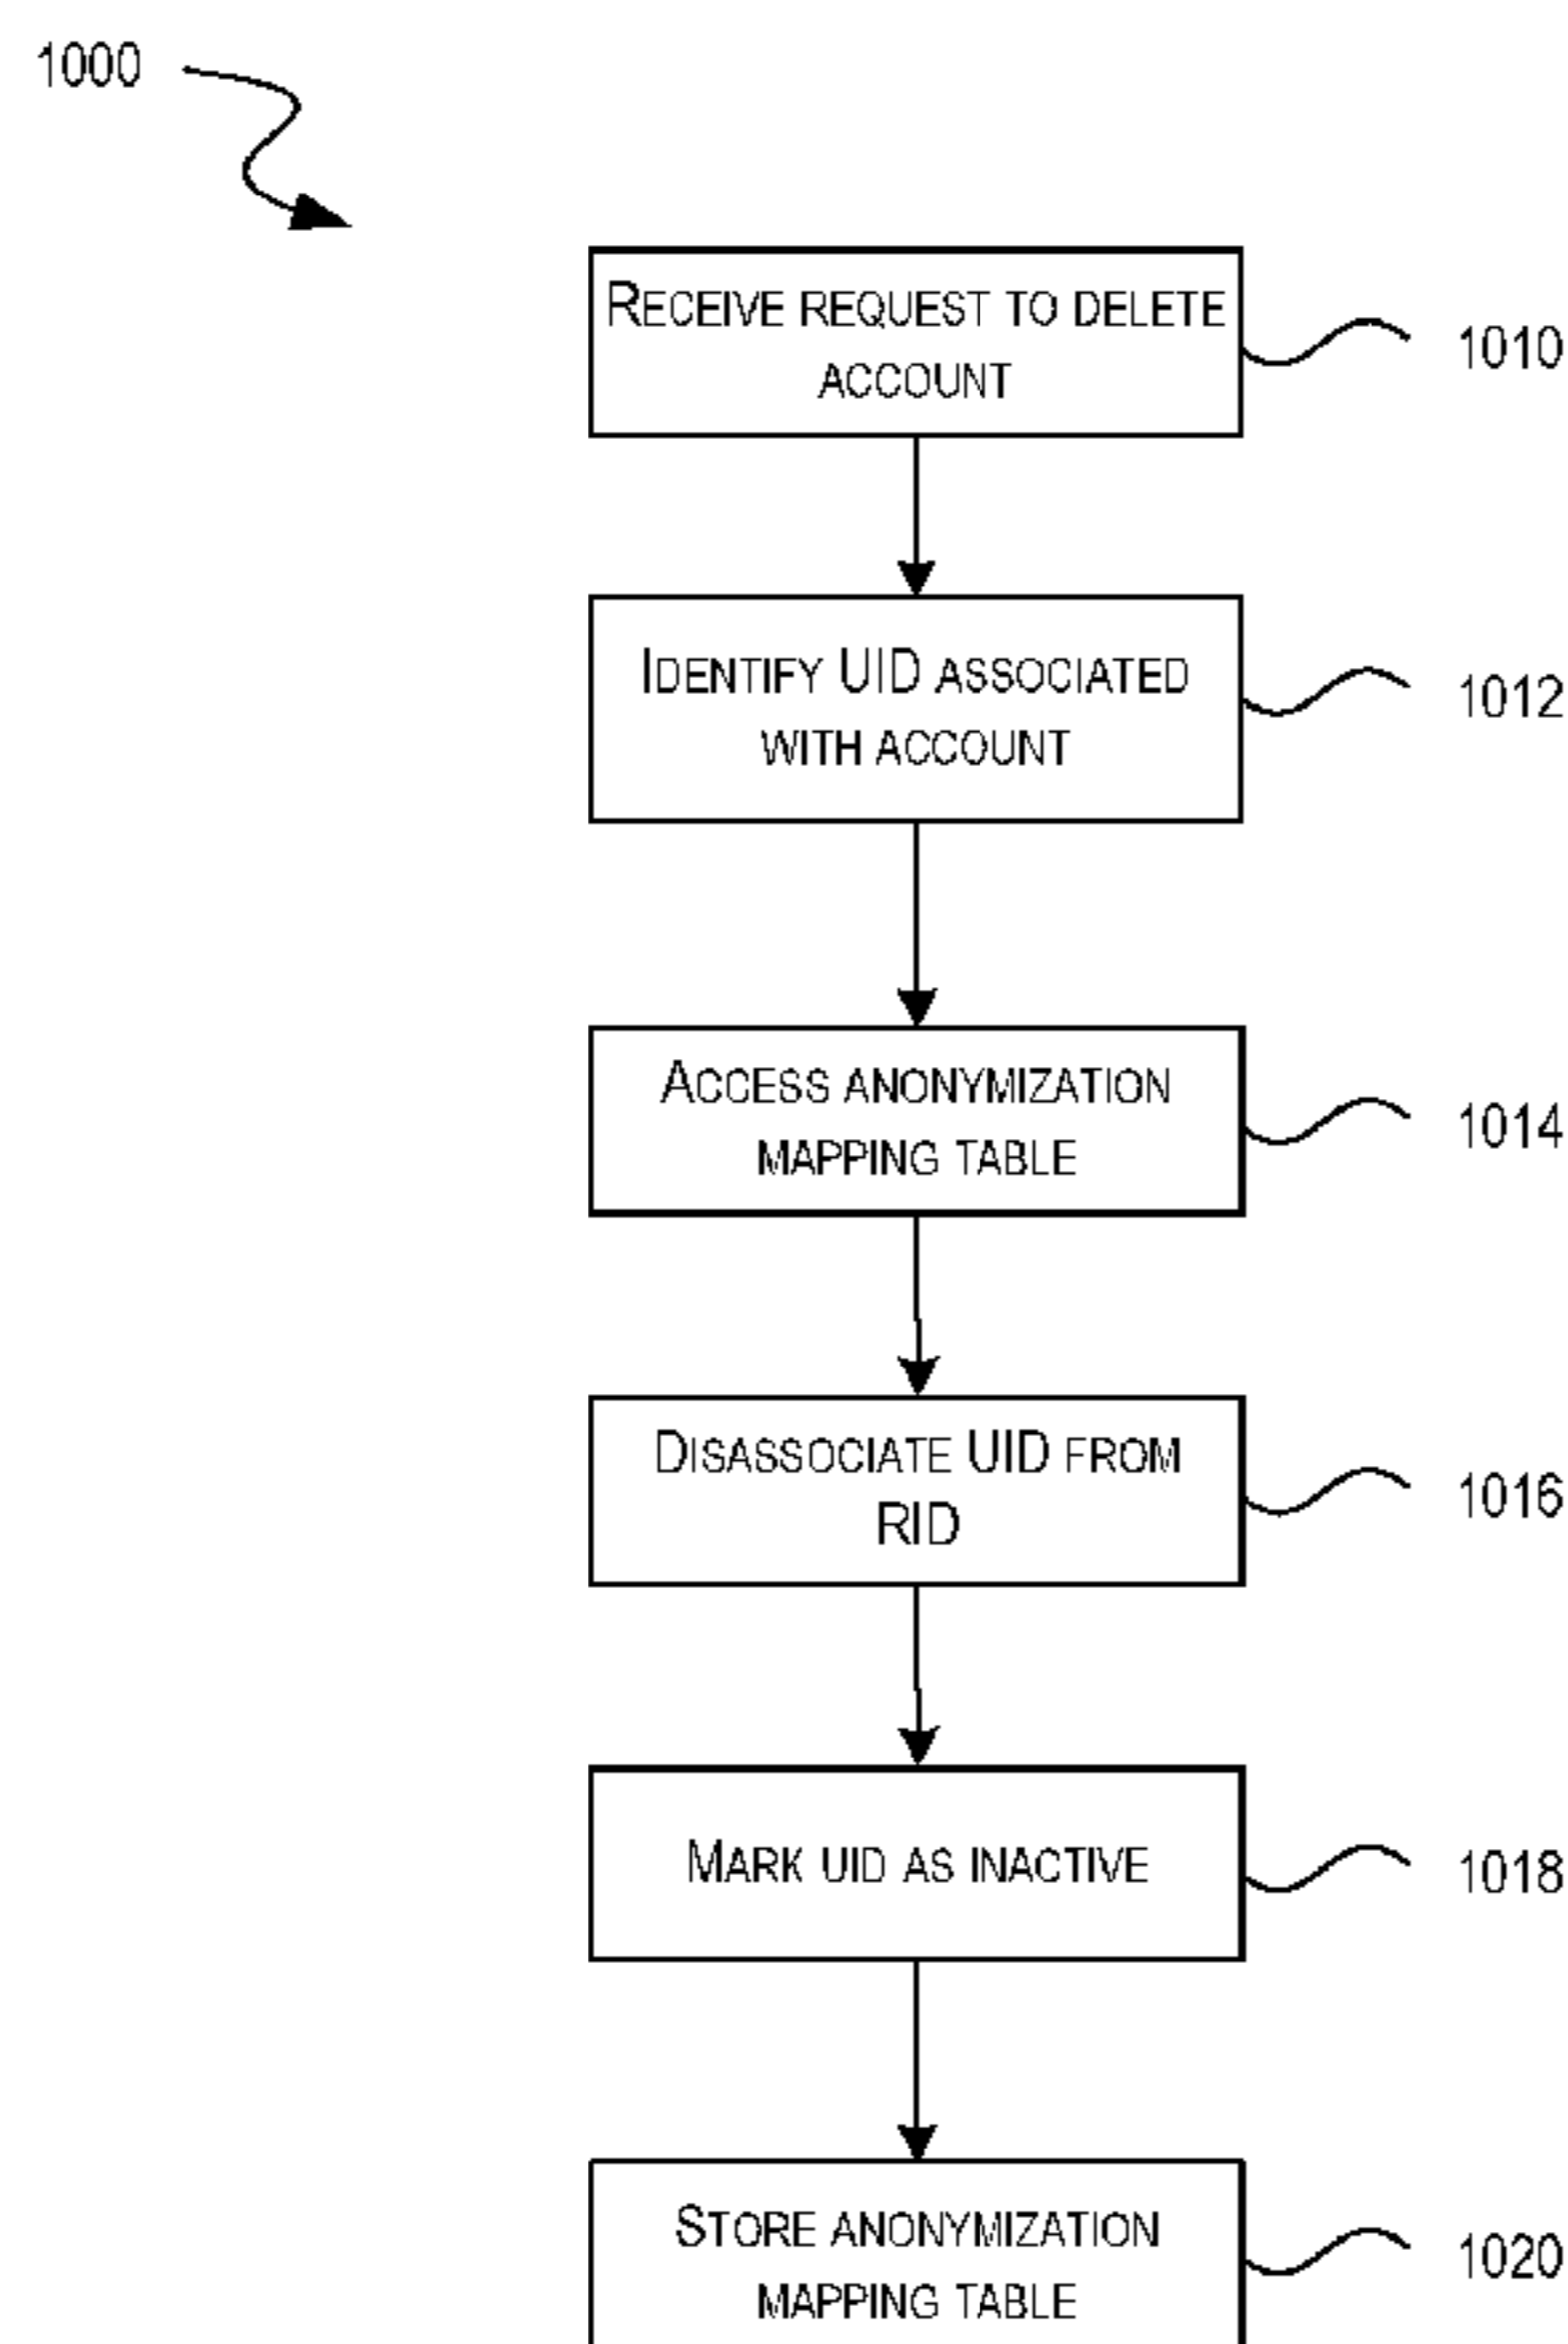 1000
RECEIVE REQUEST TO DELETE
ACCOUNT
1010
IDENTIFY UID ASSOCIATED
WITH ACCOUNT
1012
ACCESS ANONYMIZATION
MAPPING TABLE
1014
DISASSOCIATE UID FROM
RID
1016
MARK UID AS INACTIVE
1018
STORE ANONYMIZATION
MAPPING TABLE
1020